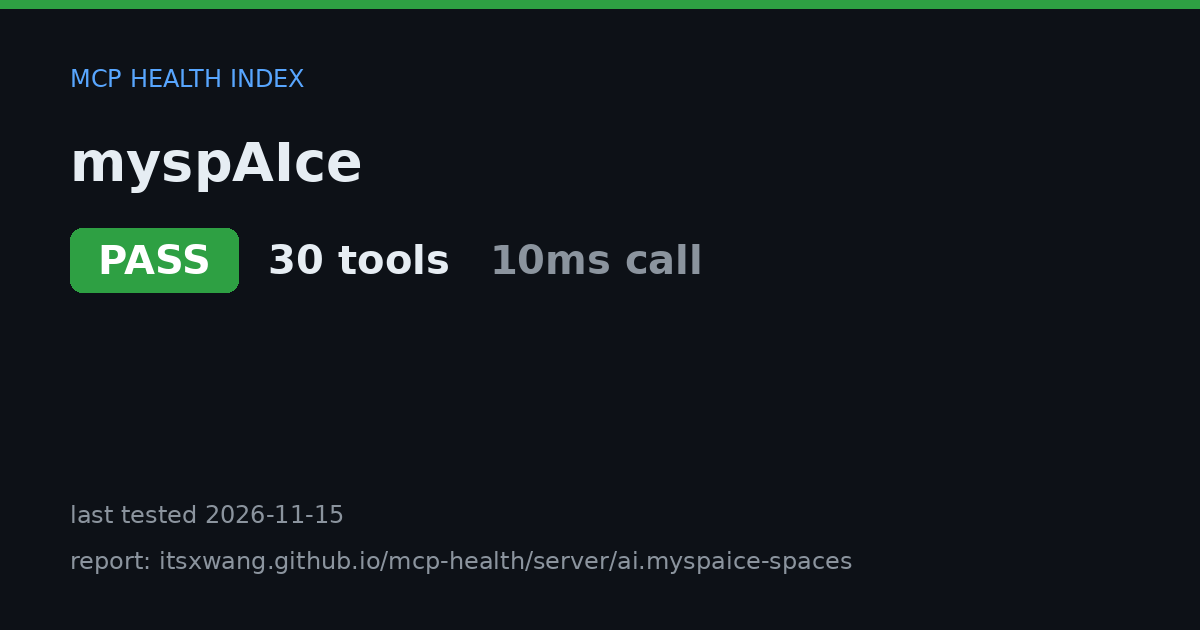 MCP HEALTH INDEX
myspAIce
PASS 30 tools 10ms call
last tested 2026-11-15
report: itsxwang.github.io/mcp-health/server/ai.myspaice-spaces